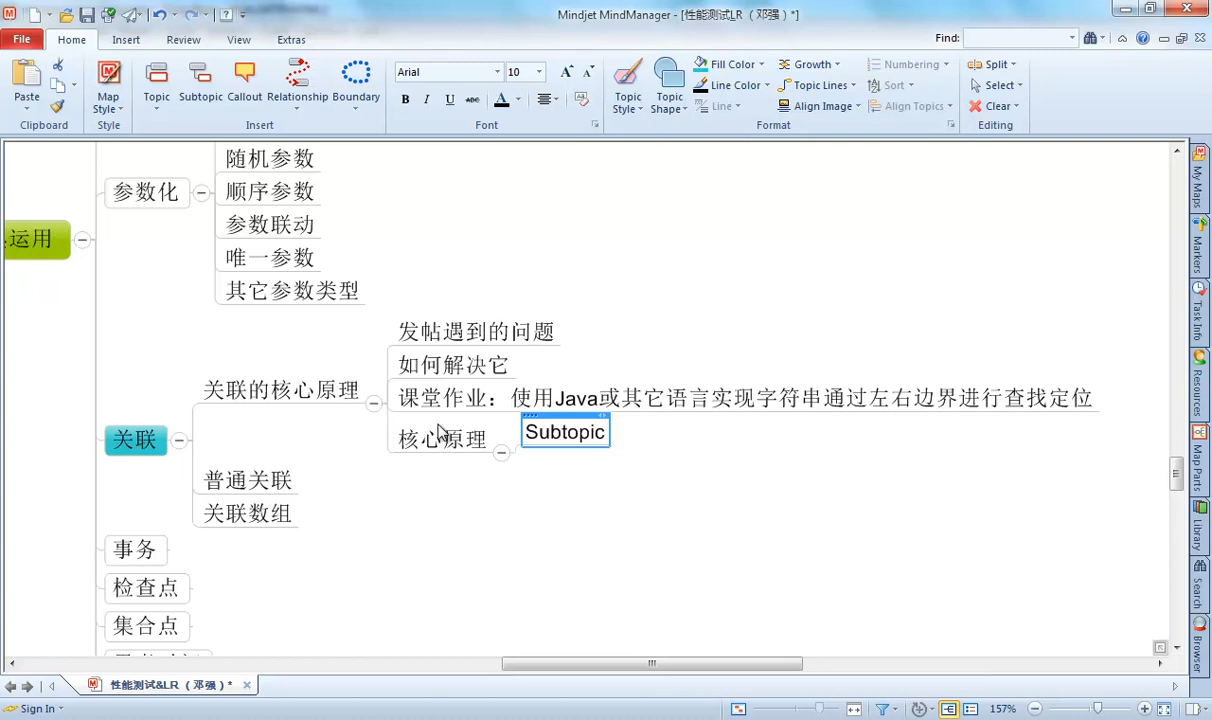 Mindjet MindManager - [性能测试LR（邓强）*]
File Home Insert Review View Extras Find:
Paste Map Style Topic Subtopic Callout Relationship Boundary
Arial 10
B I U abc A
Topic Style Topic Shape
Fill Color Growth Numbering Split
Line Color Topic Lines Sort Select
Line Align Image Align Topics Clear
Clipboard Style Insert Font Format Editing
随机参数
参数化
顺序参数
参数联动
运用
唯一参数
其它参数类型
发帖遇到的问题
如何解决它
关联的核心原理
课堂作业：使用Java或其它语言实现字符串通过左右边界进行查找定位
Subtopic
关联
核心原理
普通关联
关联数组
事务
检查点
集合点
My Maps
Markers
Task Info
Resources
Map Parts
Library
Search
Browser
性能测试&LR（邓强）*
Sign In
157%